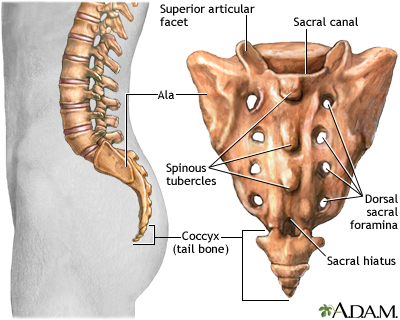 Superior articular
facet
Sacral canal
Ala
Spinous
tubercles
Dorsal
sacral
foramina
Coccyx
(tail bone)
Sacral hiatus
A.D.A.M.